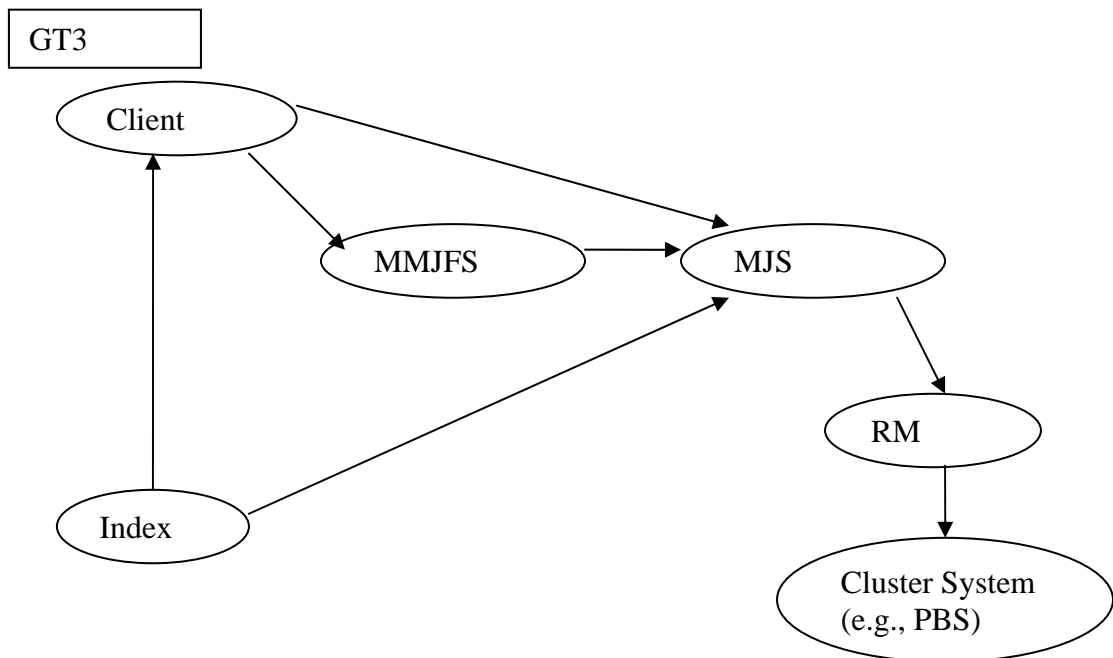 GT3
Client
MMJFS
MJS
RM
Index
Cluster System
(e.g., PBS)